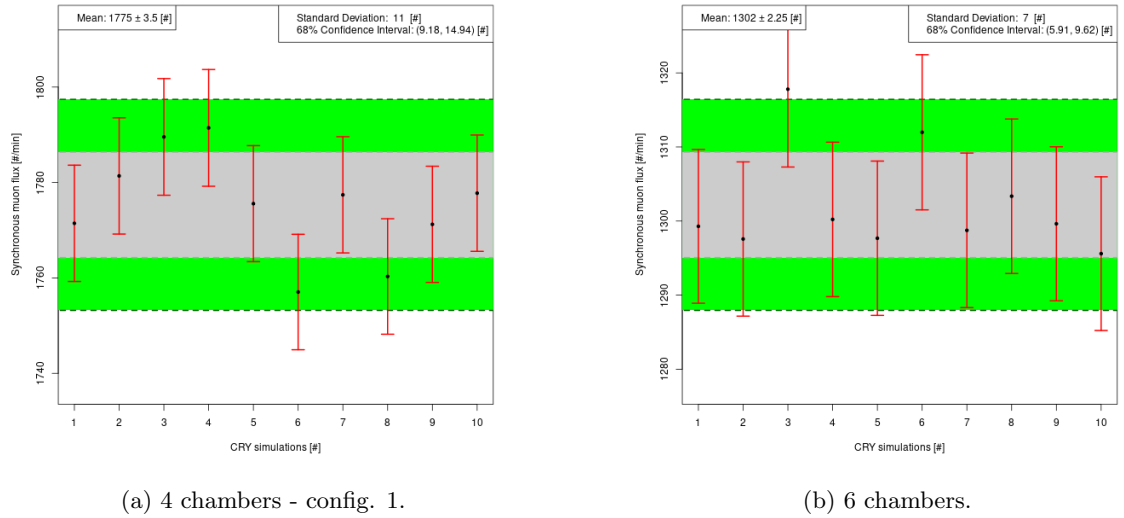 Mean: 1775 ± 3.5 [#]
Standard Deviation: 11 [#]
68% Confidence Interval: (9.18, 14.94) [#]
Synchronous muon flux [#/min]
1800
1780
1760
1740
1 2 3 4 5 6 7 8 9 10
CRY simulations [#]
(a) 4 chambers - config. 1.
Mean: 1302 ± 2.25 [#]
Standard Deviation: 7 [#]
68% Confidence Interval: (5.91, 9.62) [#]
Synchronous muon flux [#/min]
1320
1310
1300
1290
1280
1 2 3 4 5 6 7 8 9 10
CRY simulations [#]
(b) 6 chambers.